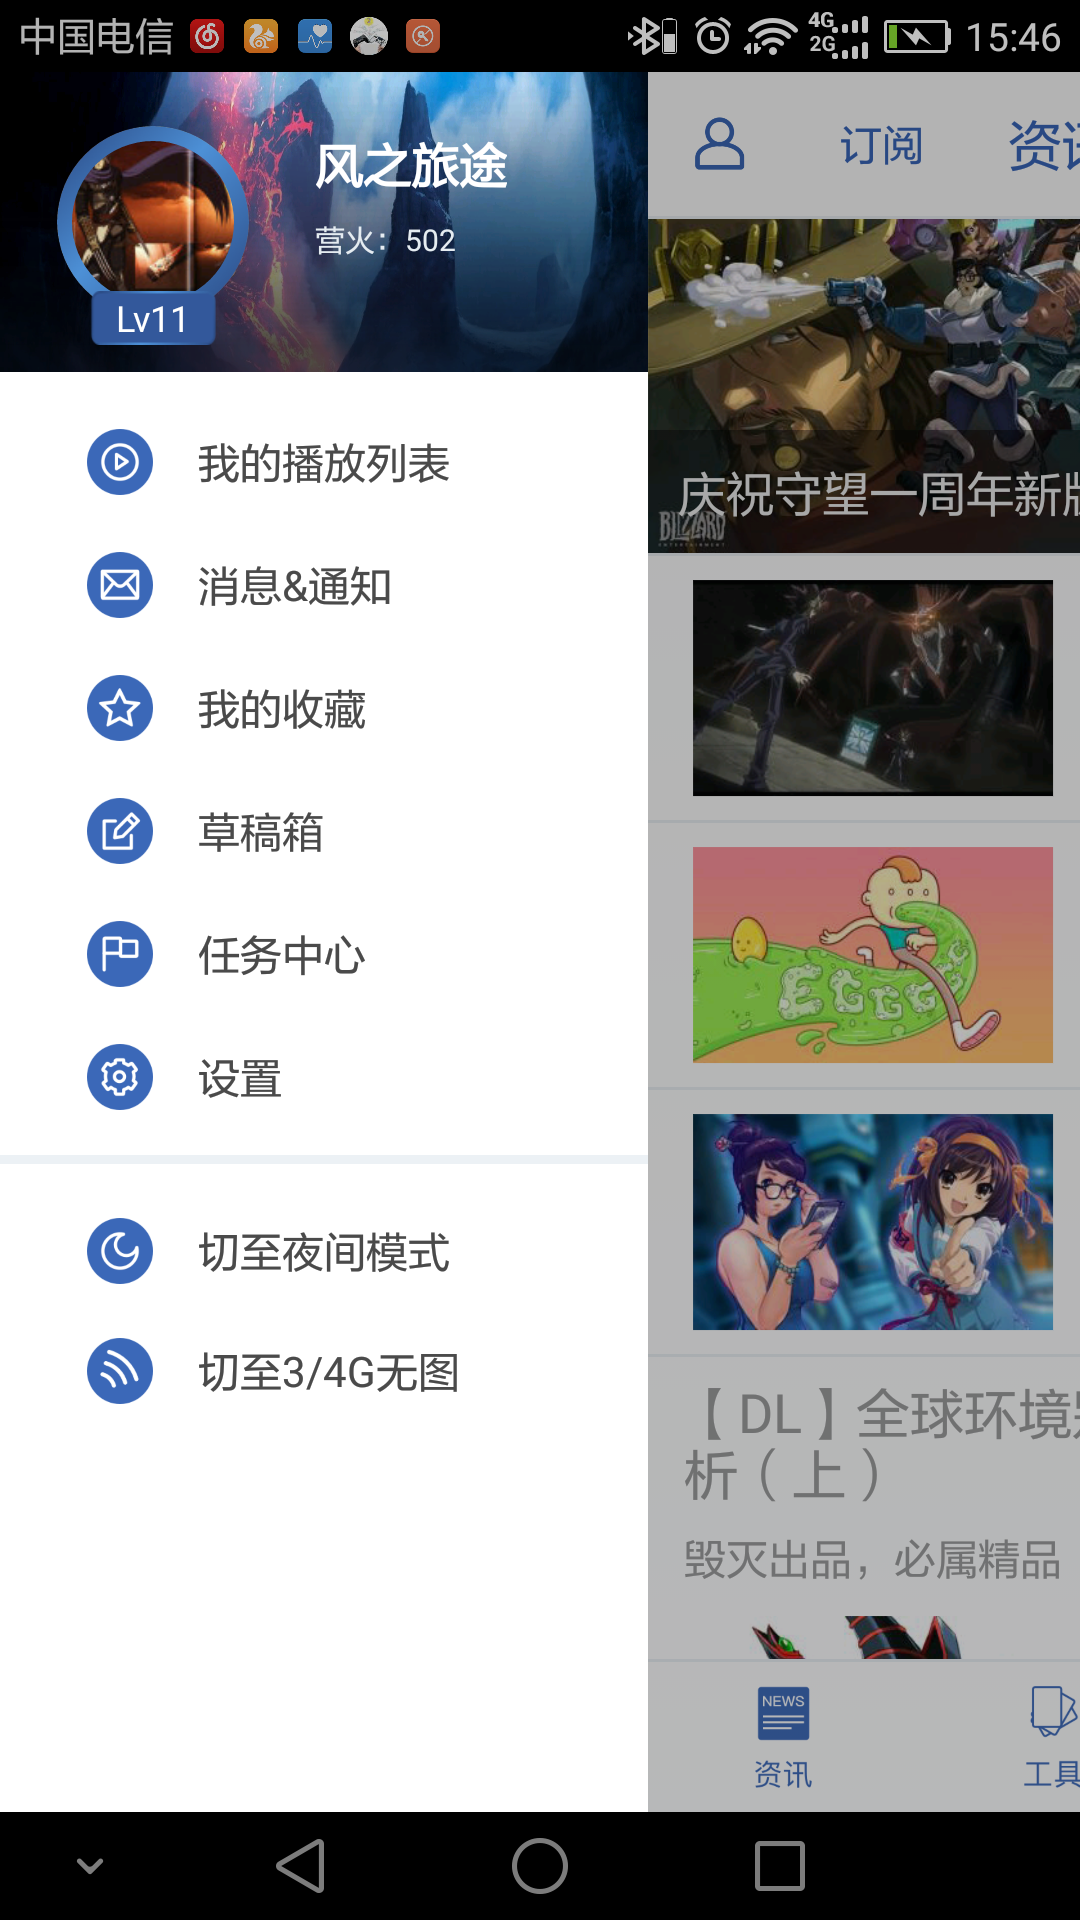 中国电信
4G
2G
15:46
风之旅途
营火：502
Lv11
订阅
资讯
BLIZZARD
ENTERTAINMENT
庆祝守望一周年新版
我的播放列表
消息&通知
我的收藏
草稿箱
任务中心
设置
EGGGY
切至夜间模式
切至3/4G无图
【DL】全球环境
析（上）
毁灭出品，必属精品
NEWS
资讯
工具